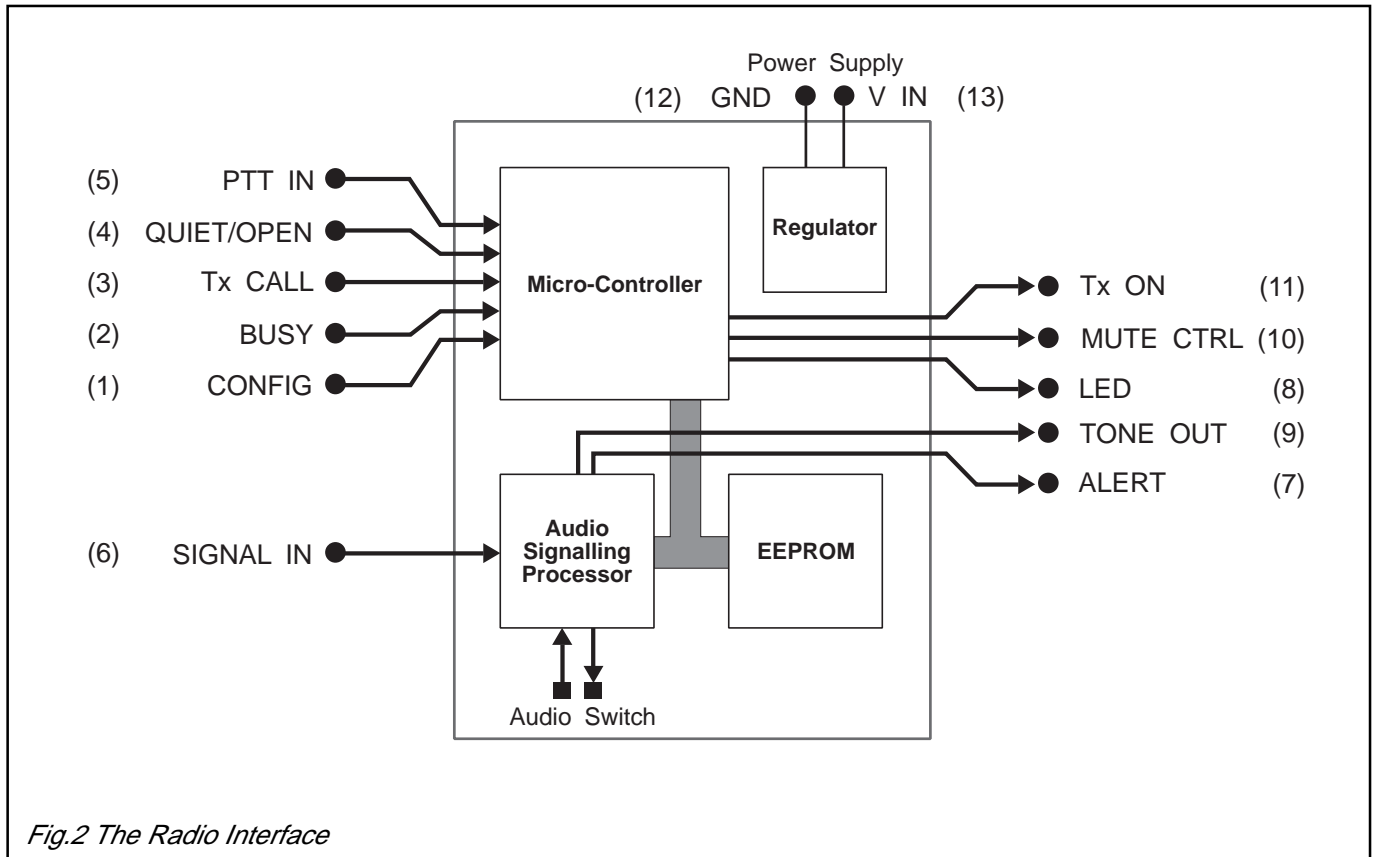 Power Supply
(12) GND V IN (13)
(5) PTT IN
(4) QUIET/OPEN
(3) Tx CALL
(2) BUSY
(1) CONFIG
Micro-Controller
Regulator
Tx ON (11)
MUTE CTRL (10)
LED (8)
TONE OUT (9)
ALERT (7)
(6) SIGNAL IN
Audio
Signalling
Processor
EEPROM
Audio Switch
Fig.2 The Radio Interface